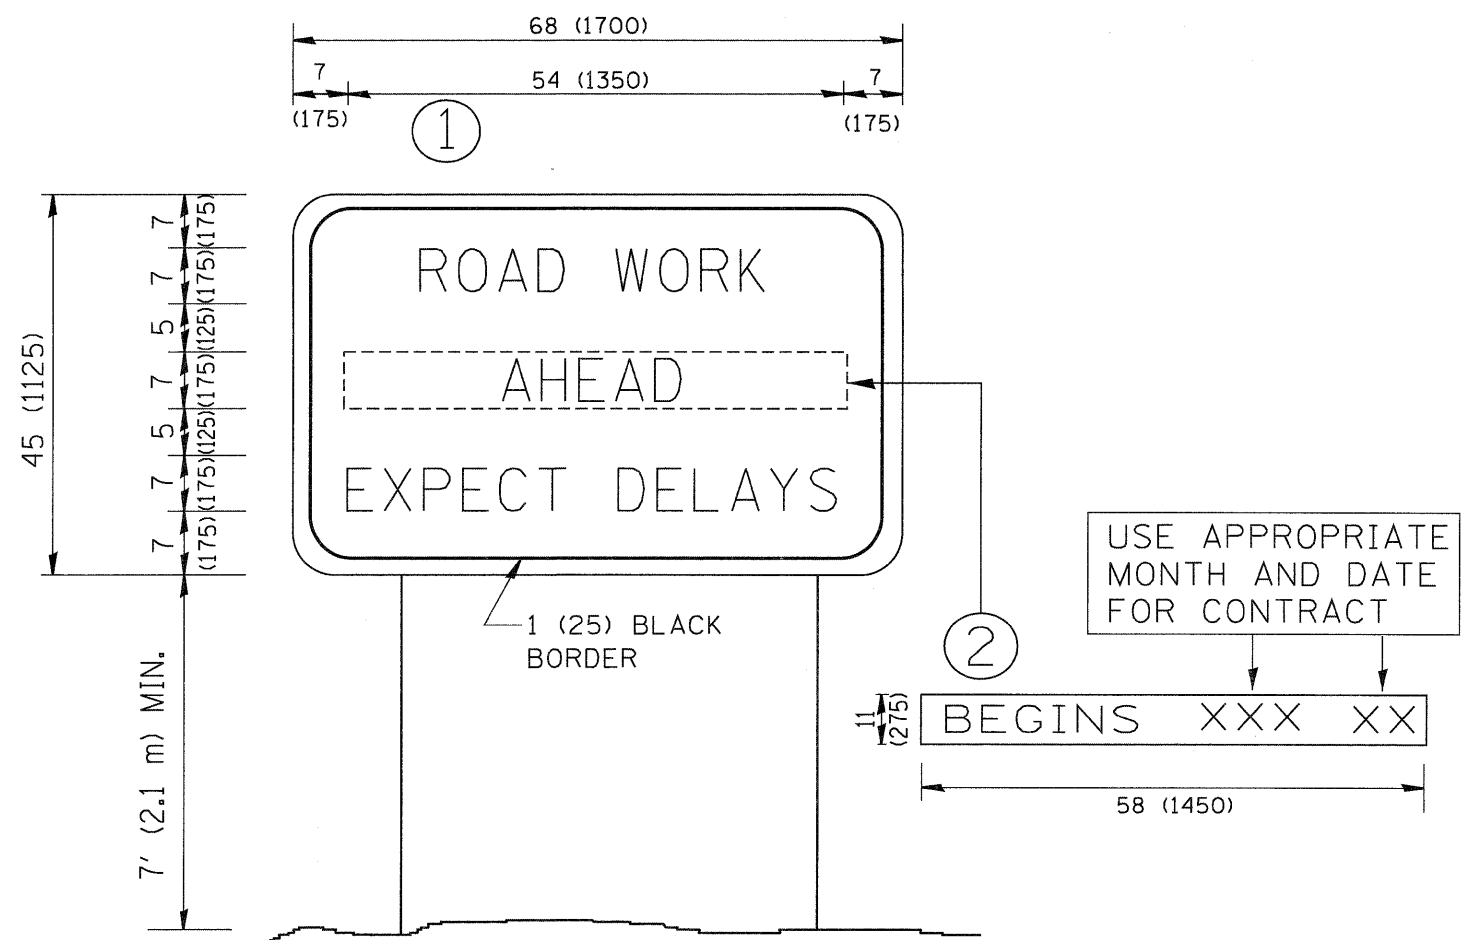 68 (1700)
7
54 (1350)
7
(175)
(175)
1
7
(175)
7
(175)
5
(125)
7
(175)
5
(125)
7
(175)
7
(175)
45 (1125)
ROAD WORK
AHEAD
EXPECT DELAYS
1 (25) BLACK
BORDER
7' (2.1 m) MIN.
USE APPROPRIATE
MONTH AND DATE
FOR CONTRACT
2
11
(275)
BEGINS XXX XX
58 (1450)